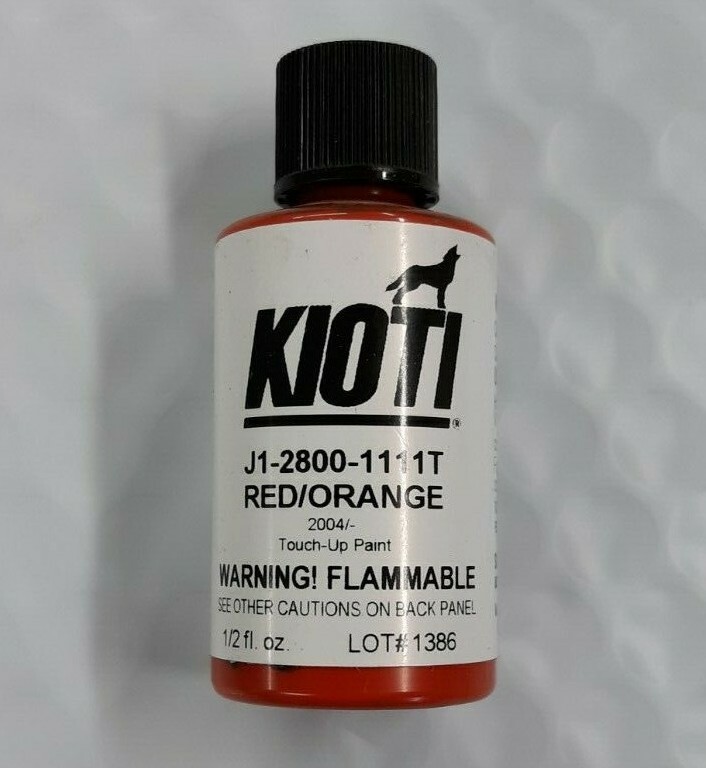 KIOTI
®
J1-2800-1111T
RED/ORANGE
2004/-
Touch-Up Paint
WARNING! FLAMMABLE
SEE OTHER CAUTIONS ON BACK PANEL
1/2 fl. oz. LOT# 1386